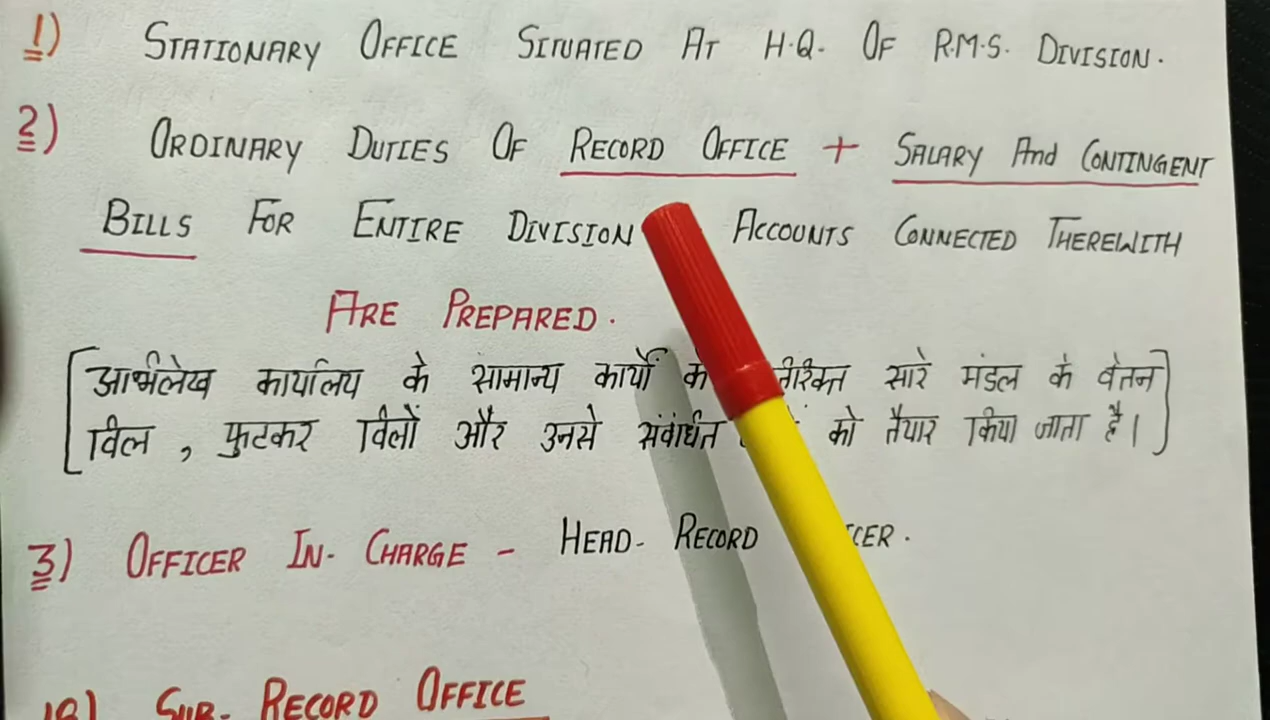 1) STATIONARY OFFICE SITUATED AT H.Q. OF R.M.S. DIVISION.
2) ORDINARY DUTIES OF RECORD OFFICE + SALARY AND CONTINGENT
BILLS FOR ENTIRE DIVISION ACCOUNTS CONNECTED THEREWITH
ARE PREPARED.
[अभिलेख कार्यालय के सामान्य कार्यों सारे मंडल के वेतन
बिल, फुटकर बिलों और उनसे संबंधित को तैयार किया जाता है।]
3) OFFICER IN-CHARGE - HEAD-RECORD
18) SUB-RECORD OFFICE